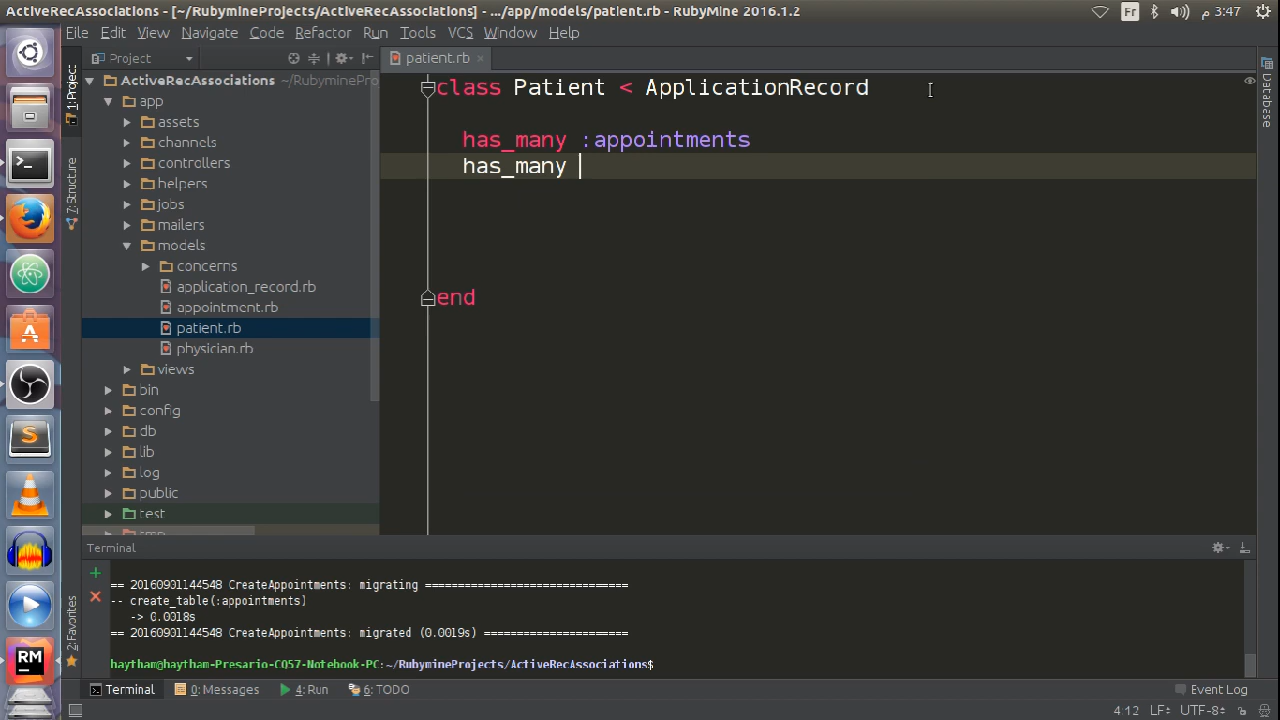 ActiveRecAssociations - [~/RubymineProjects/ActiveRecAssociations] - .../app/models/patient.rb - RubyMine 2016.1.2
Fr
3:47 م
File Edit View Navigate Code Refactor Run Tools VCS Window Help
Project
patient.rb
1: Project
7: Structure
2: Favorites
Database
ActiveRecAssociations ~/RubyminePro
app
assets
channels
controllers
helpers
jobs
mailers
models
concerns
application_record.rb
appointment.rb
patient.rb
physician.rb
views
bin
config
db
lib
log
public
test
class Patient < ApplicationRecord
has_many :appointments
has_many
end
Terminal
== 20160901144548 CreateAppointments: migrating ==============================
-- create_table(:appointments)
-> 0.0018s
== 20160901144548 CreateAppointments: migrated (0.0019s) =====================
haytham@haytham-Presario-CQ57-Notebook-PC:~/RubymineProjects/ActiveRecAssociations$
Terminal 0: Messages 4: Run 6: TODO Event Log
4:12 LF÷ UTF-8÷